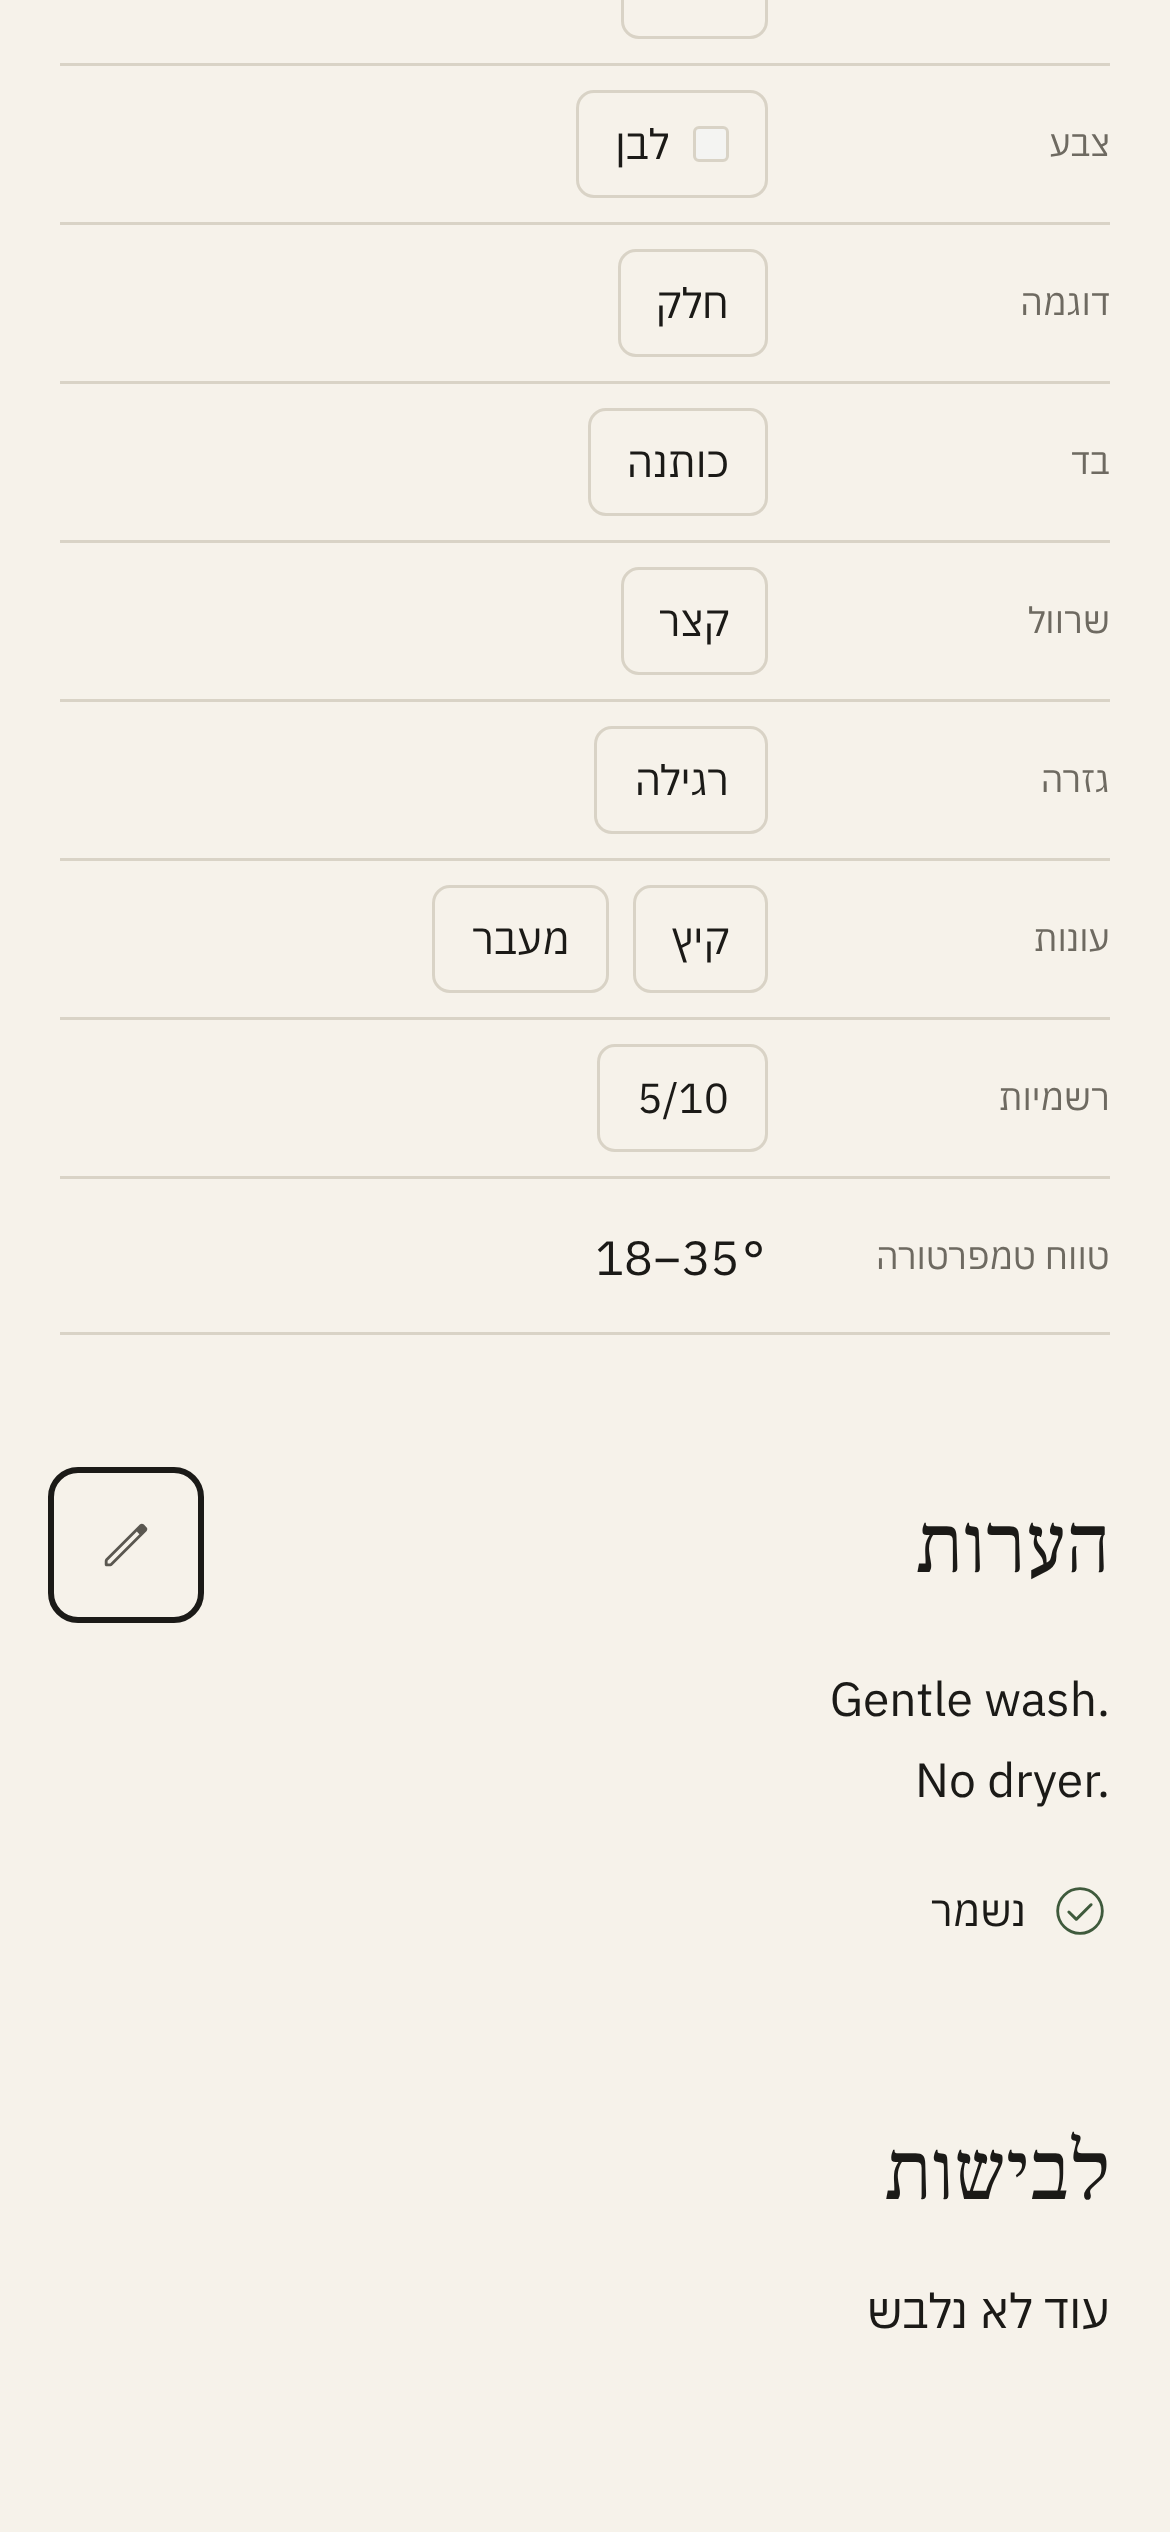 צבע לבן
דוגמה חלק
בד כותנה
שרוול קצר
גזרה רגילה
עונות קיץ מעבר
רשמיות 5/10
טווח טמפרטורה 18–35°
הערות
Gentle wash.
No dryer.
נשמר
לבישות
עוד לא נלבש